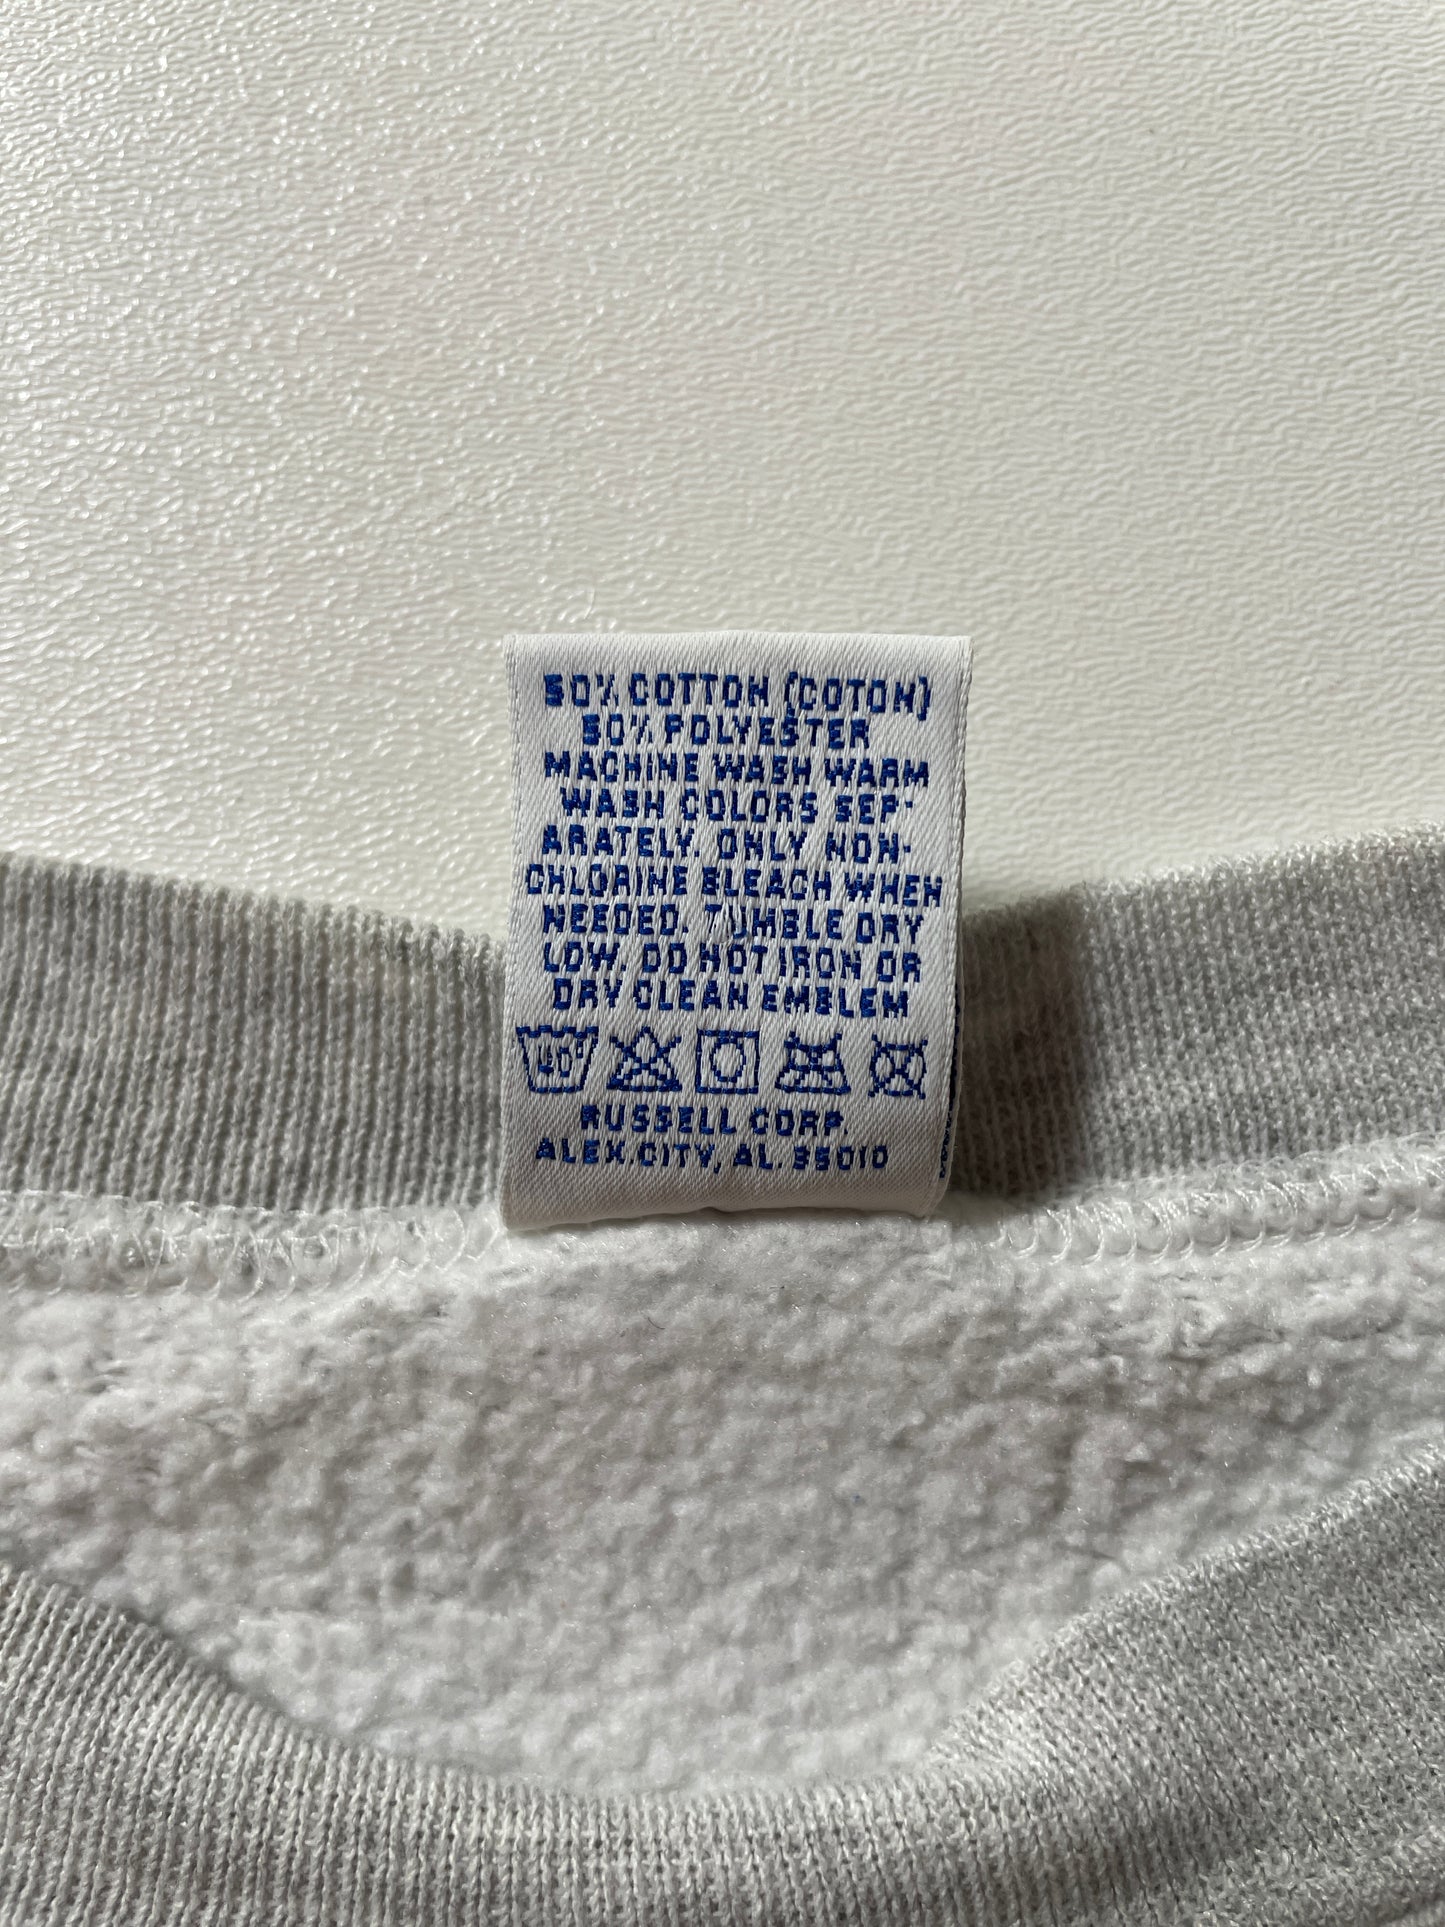 50% COTTON (COTON)
50% POLYESTER
MACHINE WASH WARM
WASH COLORS SEP-
ARATELY. ONLY NON-
CHLORINE BLEACH WHEN
NEEDED. TUMBLE DRY
LOW. DO NOT IRON OR
DRY CLEAN EMBLEM
40°
RUSSELL CORP.
ALEX.CITY, AL. 35010